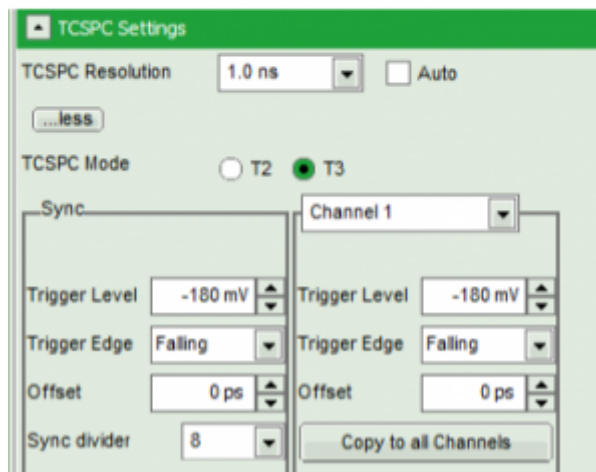 TCSPC Settings
TCSPC Resolution 1.0 ns Auto
...less
TCSPC Mode T2 T3
Sync Channel 1
Trigger Level -180 mV Trigger Level -180 mV
Trigger Edge Falling Trigger Edge Falling
Offset 0 ps Offset 0 ps
Sync divider 8 Copy to all Channels